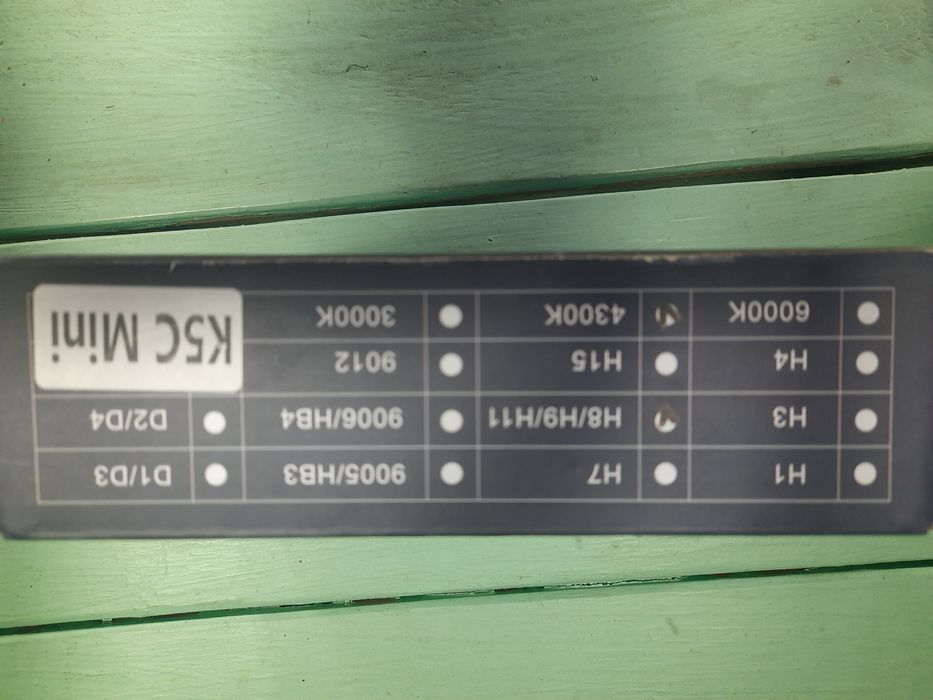 H1 H7 9005/HB3 D1/D3
H3 H8/H9/H11 9006/HB4 D2/D4
H4 H15 9012
6000K 4300K 3000K
K5C Mini